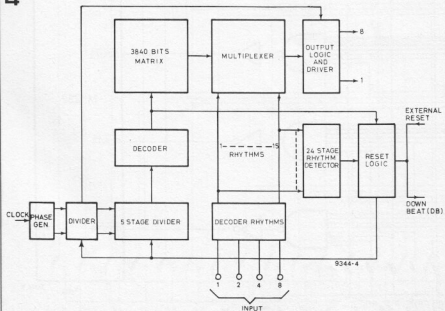 4
3840 BITS
MATRIX
MULTIPLEXER
OUTPUT
LOGIC
AND
DRIVER
8
1
EXTERNAL
RESET
DECODER
1 15
RHYTHMS
24 STAGE
RHYTHM
DETECTOR
RESET
LOGIC
DOWN
BEAT (DB)
CLOCK
PHASE
GEN
DIVIDER
5 STAGE DIVIDER
DECODER RHYTHMS
9344-4
1 2 4 8
INPUT